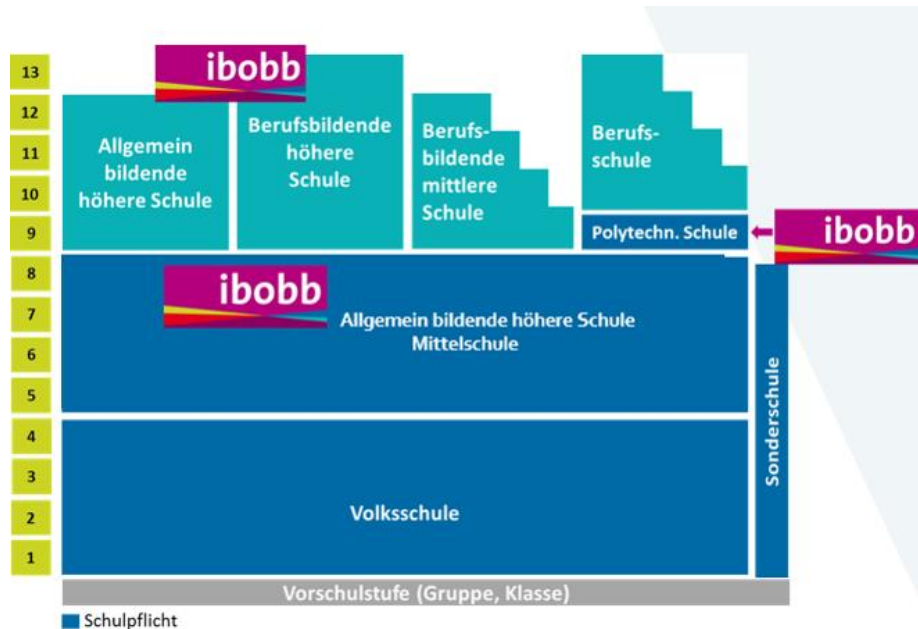 13
12
11
10
9
8
7
6
5
4
3
2
1
ibobb
Allgemein
bildende
höhere Schule
Berufsbildende
höhere
Schule
Berufs-
bildende
mittlere
Schule
Berufs-
schule
Polytechn. Schule
ibobb
ibobb
Allgemein bildende höhere Schule
Mittelschule
Sonderschule
Volksschule
Vorschulstufe (Gruppe, Klasse)
Schulpflicht